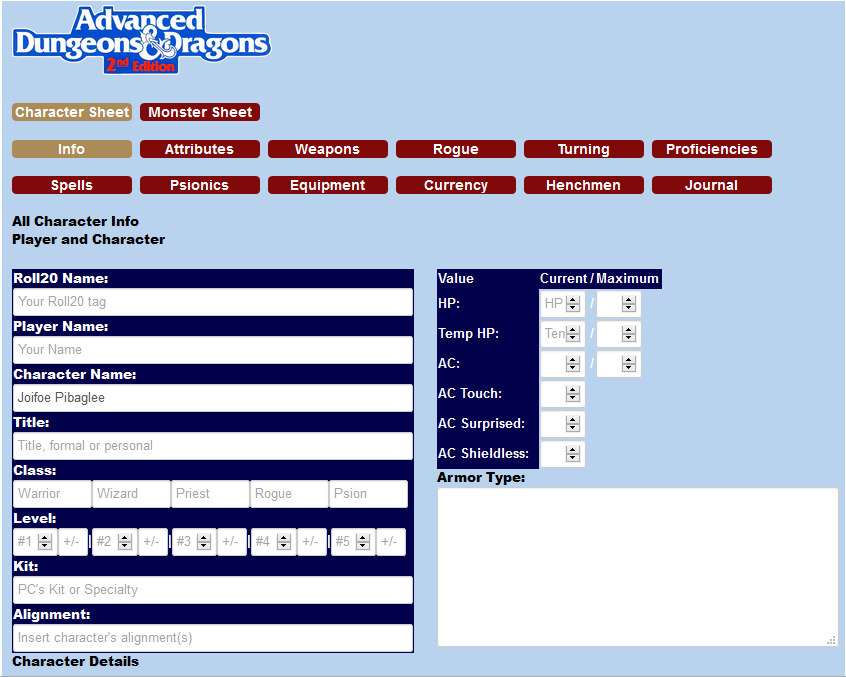 Advanced
Dungeons & Dragons
2nd Edition
Character Sheet Monster Sheet
Info Attributes Weapons Rogue Turning Proficiencies
Spells Psionics Equipment Currency Henchmen Journal
All Character Info
Player and Character
Roll20 Name:
Your Roll20 tag
Player Name:
Your Name
Character Name:
Joifoe Pibaglee
Title:
Title, formal or personal
Class:
Warrior Wizard Priest Rogue Psion
Level:
#1 +/- | #2 +/- | #3 +/- | #4 +/- | #5 +/-
Kit:
PC's Kit or Specialty
Alignment:
Insert character's alignment(s)
Character Details
Value Current / Maximum
HP: HP /
Temp HP: Tem /
AC: /
AC Touch:
AC Surprised:
AC Shieldless:
Armor Type: